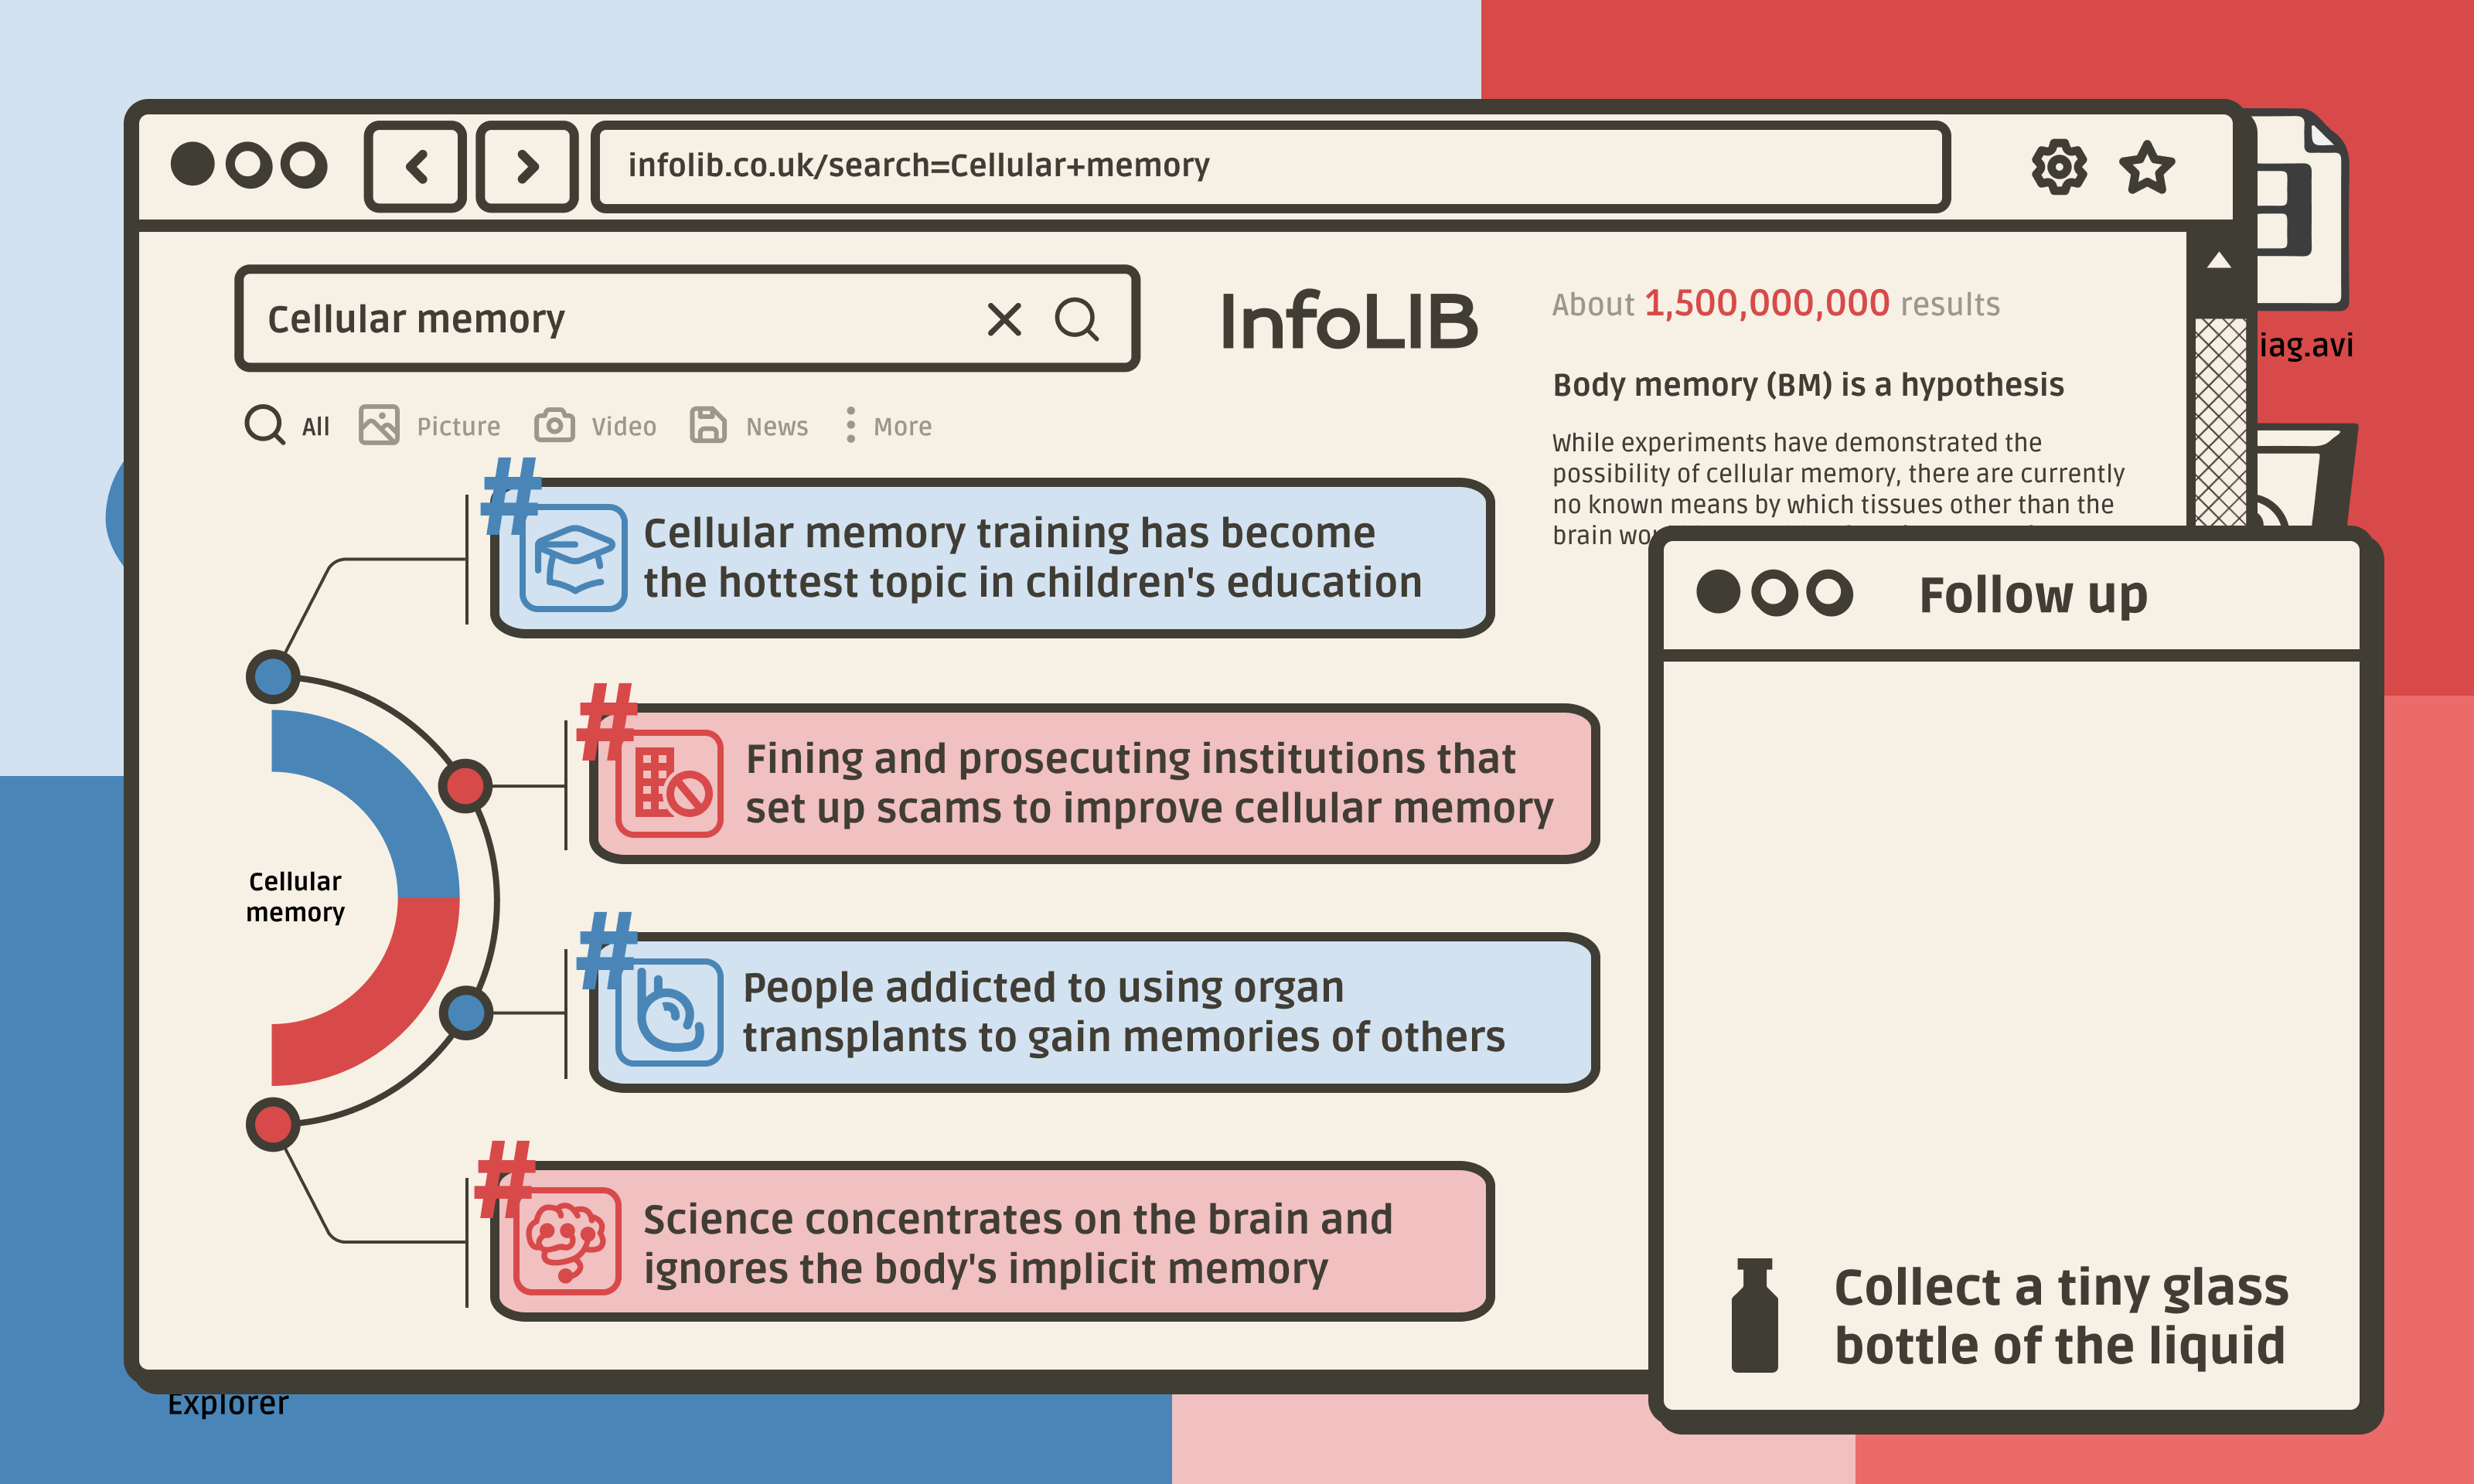 infolib.co.uk/search=Cellular+memory
Cellular memory
InfoLIB
About 1,500,000,000 results
All Picture Video News More
Body memory (BM) is a hypothesis
While experiments have demonstrated the
possibility of cellular memory, there are currently
no known means by which tissues other than the
brain
iag.avi
# Cellular memory training has become
the hottest topic in children's education
# Fining and prosecuting institutions that
set up scams to improve cellular memory
Cellular
memory
# People addicted to using organ
transplants to gain memories of others
# Science concentrates on the brain and
ignores the body's implicit memory
Follow up
Collect a tiny glass
bottle of the liquid
Explorer